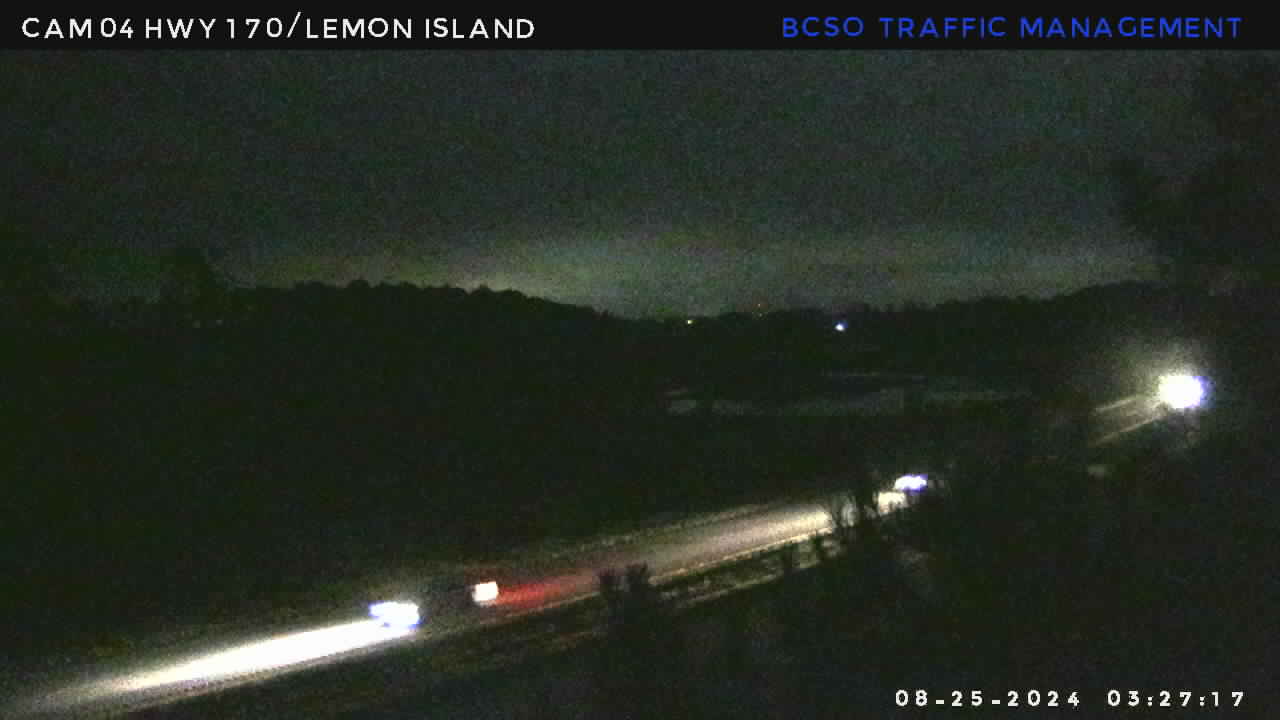 CAM04 HWY 170/LEMON ISLAND
BCSO TRAFFIC MANAGEMENT
08-25-2024 03:27:17